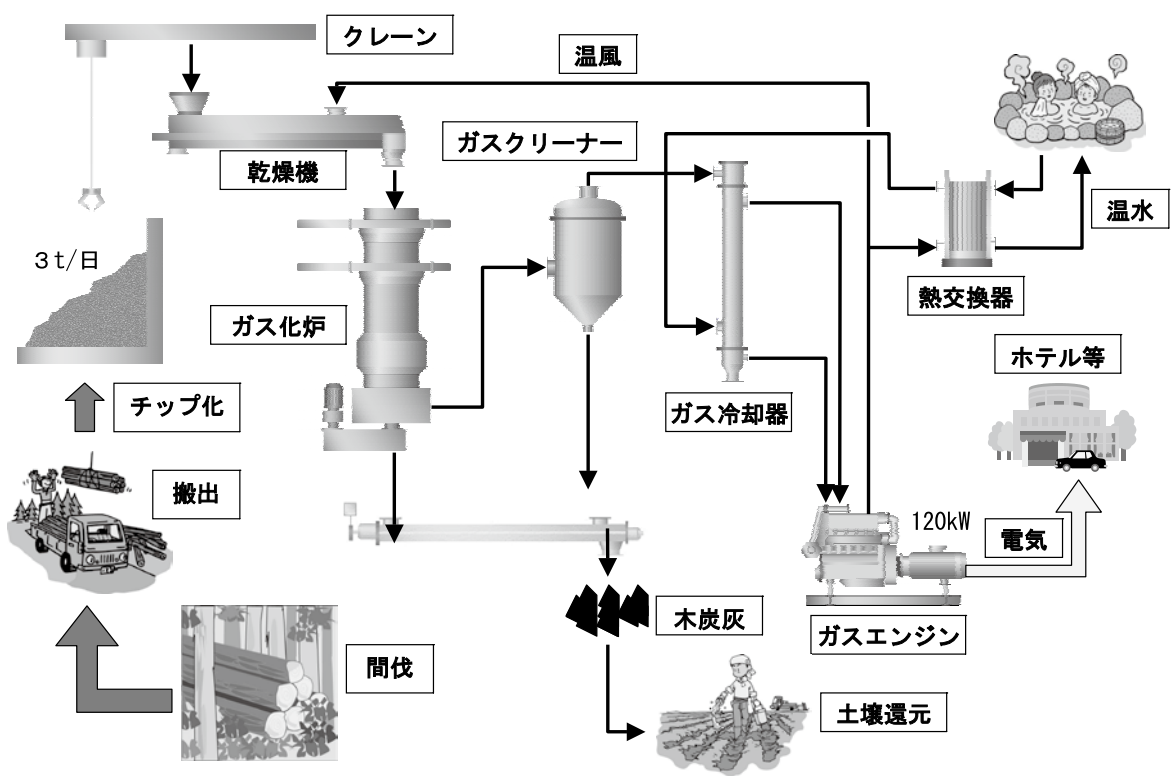 クレーン
温風
ガスクリーナー
乾燥機
温水
3t/日
熱交換器
ガス化炉
ホテル等
チップ化
ガス冷却器
搬出
120kW
電気
木炭灰
ガスエンジン
間伐
土壌還元